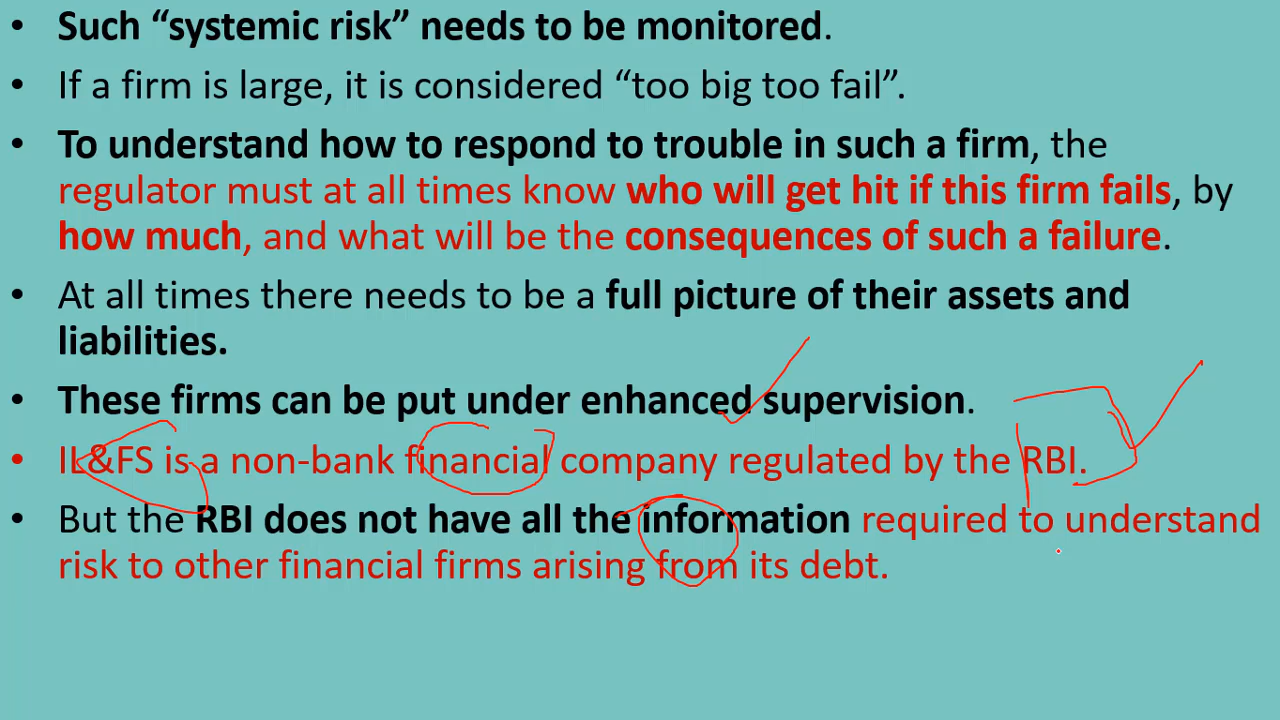 • Such “systemic risk” needs to be monitored.
• If a firm is large, it is considered “too big too fail”.
• To understand how to respond to trouble in such a firm, the
regulator must at all times know who will get hit if this firm fails, by
how much, and what will be the consequences of such a failure.
• At all times there needs to be a full picture of their assets and
liabilities.
• These firms can be put under enhanced supervision.
• IL&FS is a non-bank financial company regulated by the RBI.
• But the RBI does not have all the information required to understand
risk to other financial firms arising from its debt.